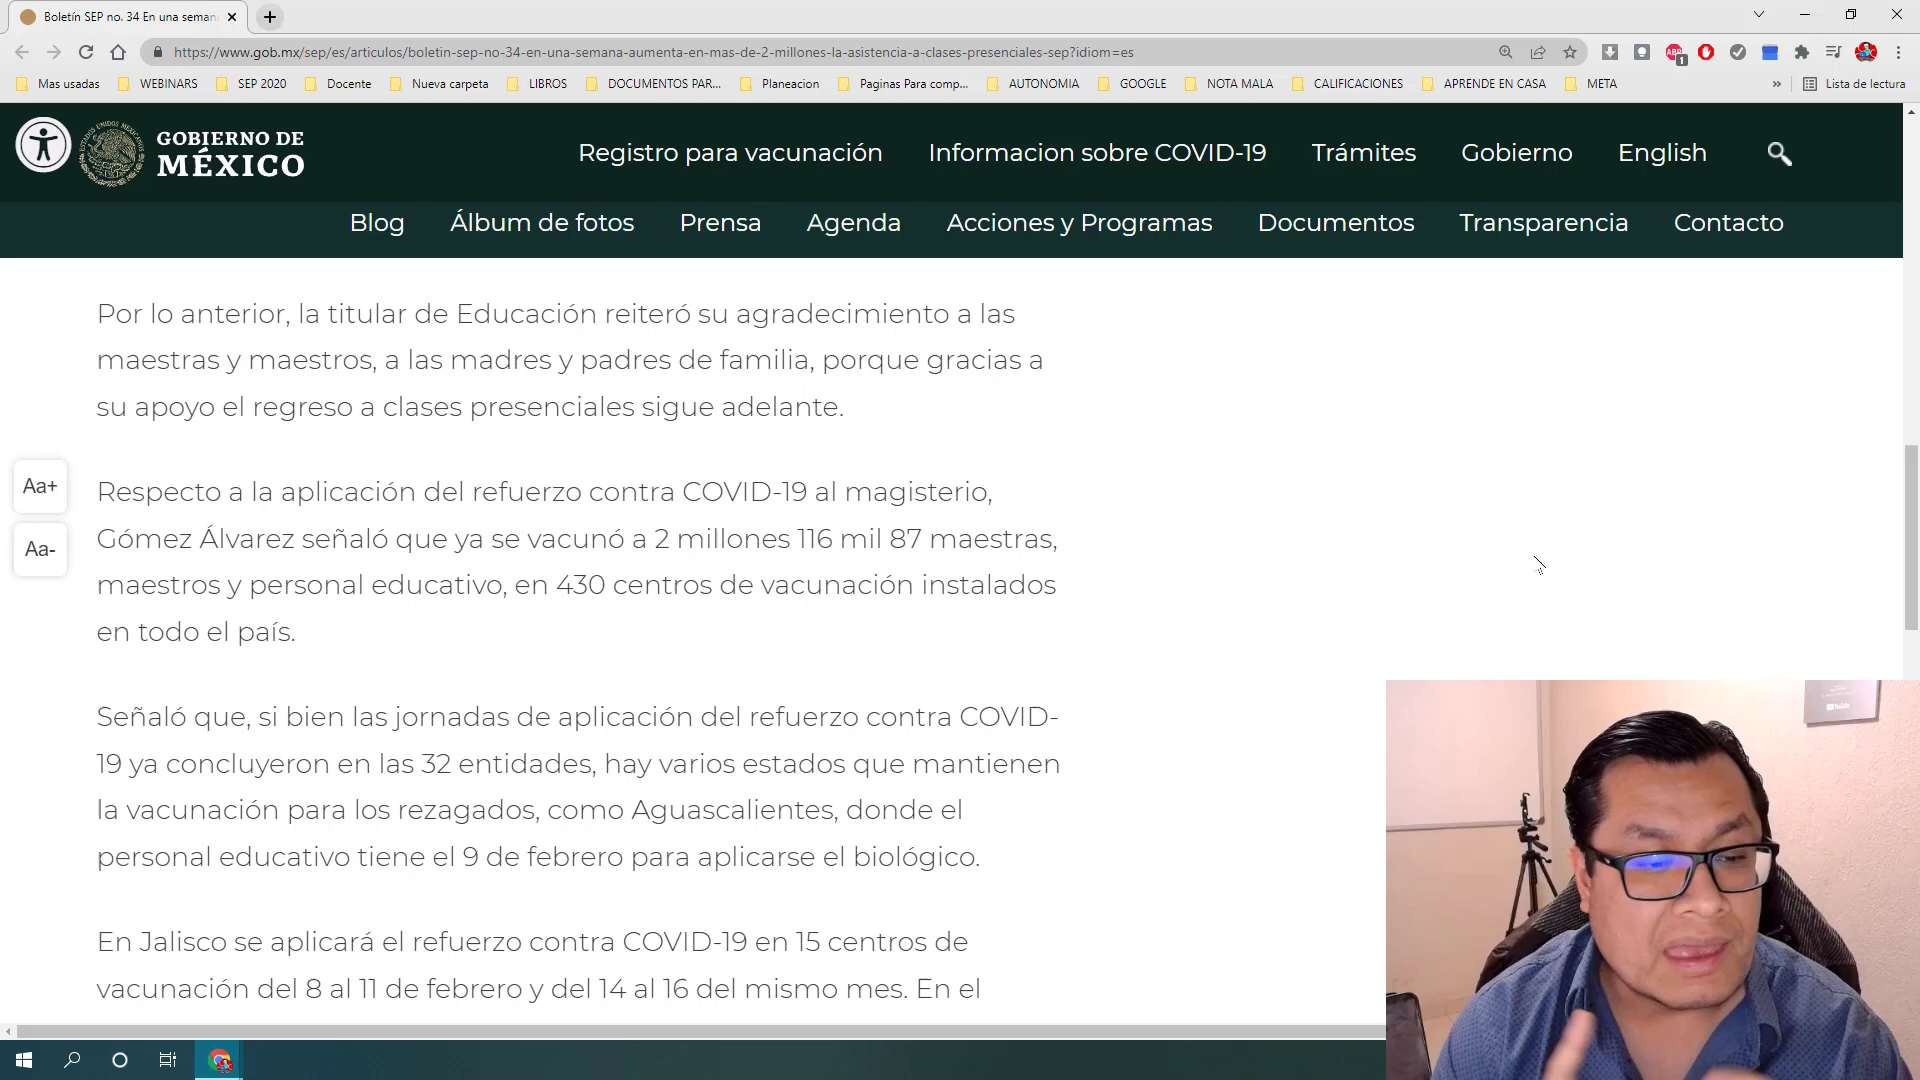 Boletín SEP no. 34 En una seman
https://www.gob.mx/sep/es/articulos/boletin-sep-no-34-en-una-semana-aumenta-en-mas-de-2-millones-la-asistencia-a-clases-presenciales-sep?idiom=es
ABP
1
Mas usadas
WEBINARS
SEP 2020
Docente
Nueva carpeta
LIBROS
DOCUMENTOS PAR...
Planeacion
Paginas Para comp...
AUTONOMIA
GOOGLE
NOTA MALA
CALIFICACIONES
APRENDE EN CASA
META
»
Lista de lectura
GOBIERNO DE
MÉXICO
Registro para vacunación
Informacion sobre COVID-19
Trámites
Gobierno
English
Blog
Álbum de fotos
Prensa
Agenda
Acciones y Programas
Documentos
Transparencia
Contacto
Por lo anterior, la titular de Educación reiteró su agradecimiento a las
maestras y maestros, a las madres y padres de familia, porque gracias a
su apoyo el regreso a clases presenciales sigue adelante.
Aa+
Aa-
Respecto a la aplicación del refuerzo contra COVID-19 al magisterio,
Gómez Álvarez señaló que ya se vacunó a 2 millones 116 mil 87 maestras,
maestros y personal educativo, en 430 centros de vacunación instalados
en todo el país.
Señaló que, si bien las jornadas de aplicación del refuerzo contra COVID-
19 ya concluyeron en las 32 entidades, hay varios estados que mantienen
la vacunación para los rezagados, como Aguascalientes, donde el
personal educativo tiene el 9 de febrero para aplicarse el biológico.
En Jalisco se aplicará el refuerzo contra COVID-19 en 15 centros de
vacunación del 8 al 11 de febrero y del 14 al 16 del mismo mes. En el
YouTube